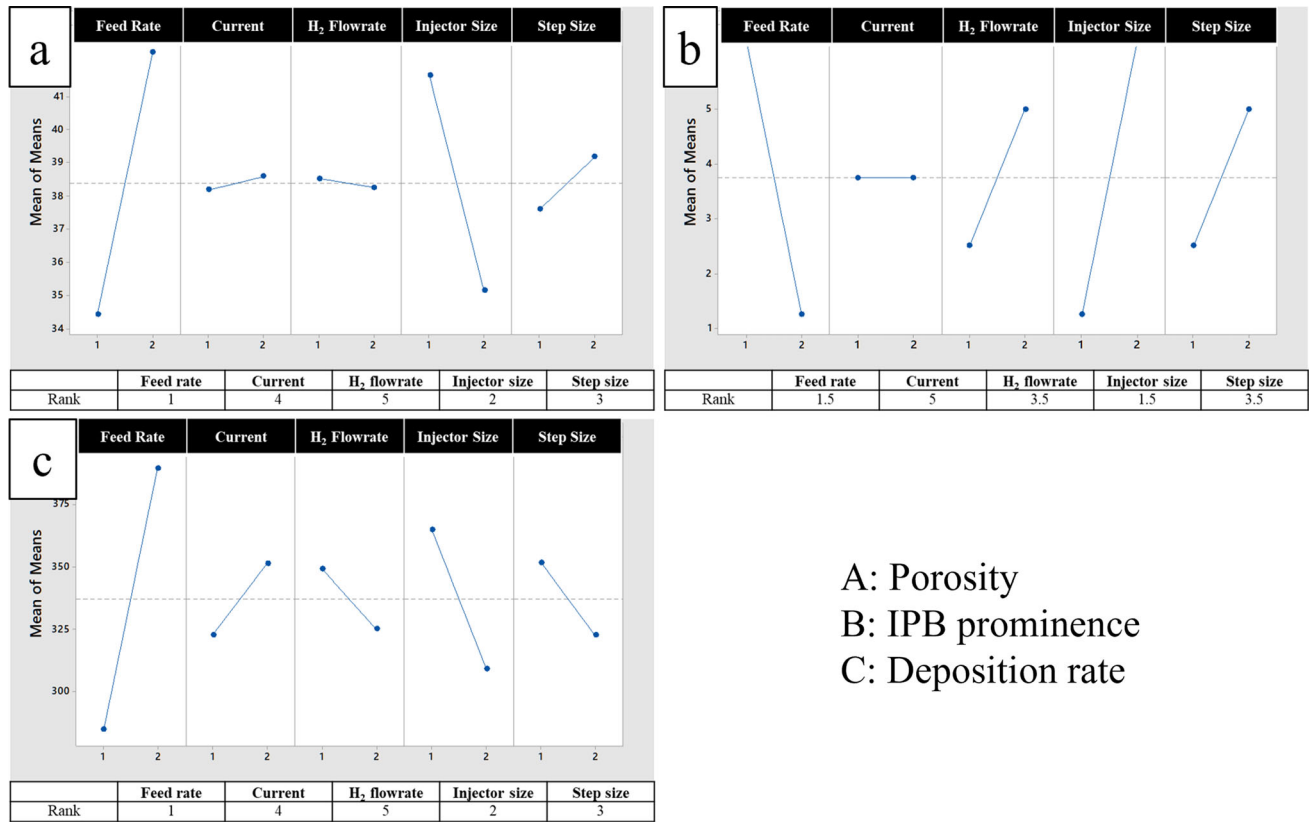 a
Feed Rate Current H₂ Flowrate Injector Size Step Size
Mean of Means
41
40
39
38
37
36
35
34
1 2 1 2 1 2 1 2 1 2
Feed rate Current H₂ flowrate Injector size Step size
Rank 1 4 5 2 3
b
Feed Rate Current H₂ Flowrate Injector Size Step Size
Mean of Means
5
4
3
2
1
1 2 1 2 1 2 1 2 1 2
Feed rate Current H₂ flowrate Injector size Step size
Rank 1.5 5 3.5 1.5 3.5
c
Feed Rate Current H₂ Flowrate Injector Size Step Size
Mean of Means
375
350
325
300
1 2 1 2 1 2 1 2 1 2
Feed rate Current H₂ flowrate Injector size Step size
Rank 1 4 5 2 3
A: Porosity
B: IPB prominence
C: Deposition rate